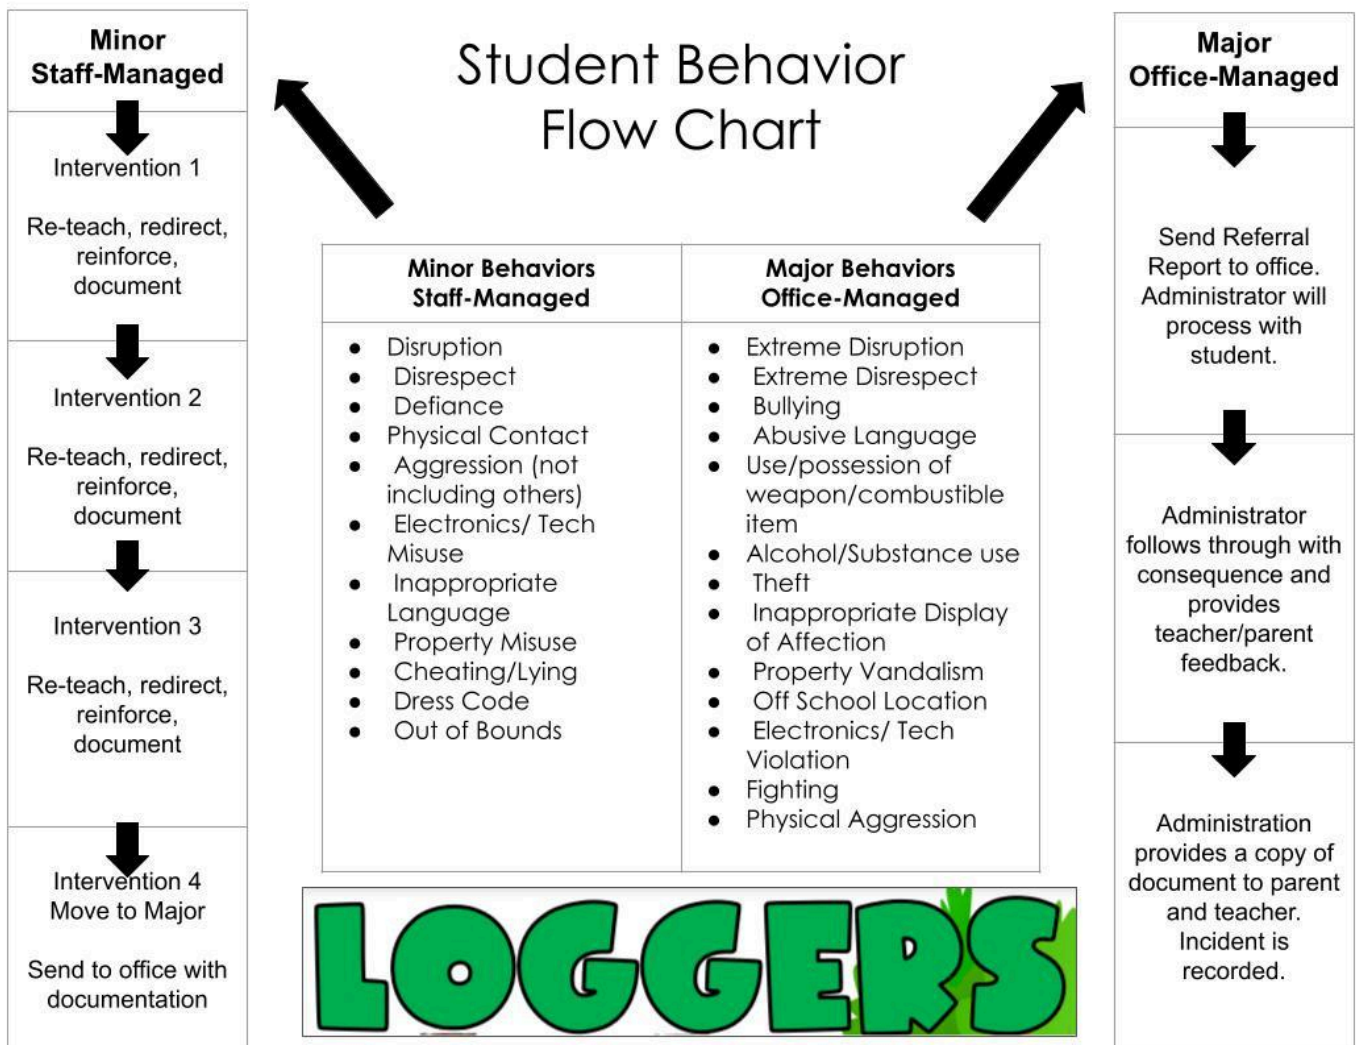 Student Behavior
Flow Chart
Minor
Staff-Managed
Intervention 1
Re-teach, redirect,
reinforce,
document
Intervention 2
Re-teach, redirect,
reinforce,
document
Intervention 3
Re-teach, redirect,
reinforce,
document
Intervention 4
Move to Major
Send to office with
documentation
Minor Behaviors
Staff-Managed
● Disruption
● Disrespect
● Defiance
● Physical Contact
● Aggression (not
including others)
● Electronics/ Tech
Misuse
● Inappropriate
Language
● Property Misuse
● Cheating/Lying
● Dress Code
● Out of Bounds
Major Behaviors
Office-Managed
● Extreme Disruption
● Extreme Disrespect
● Bullying
● Abusive Language
● Use/possession of
weapon/combustible
item
● Alcohol/Substance use
● Theft
● Inappropriate Display
of Affection
● Property Vandalism
● Off School Location
● Electronics/ Tech
Violation
● Fighting
● Physical Aggression
LOGGERS
Major
Office-Managed
Send Referral
Report to office.
Administrator will
process with
student.
Administrator
follows through with
consequence and
provides
teacher/parent
feedback.
Administration
provides a copy of
document to parent
and teacher.
Incident is
recorded.